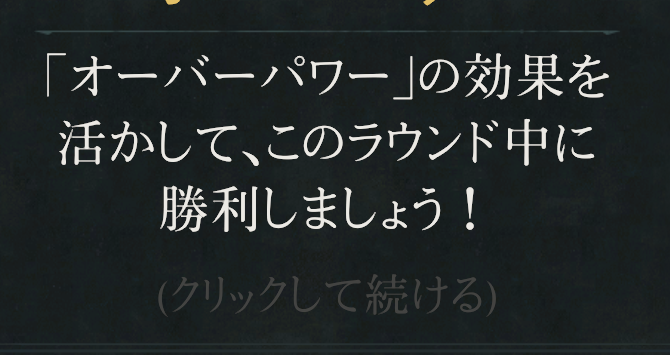 「オーバーパワー」の効果を
活かして、このラウンド中に
勝利しましょう！
(クリックして続ける)